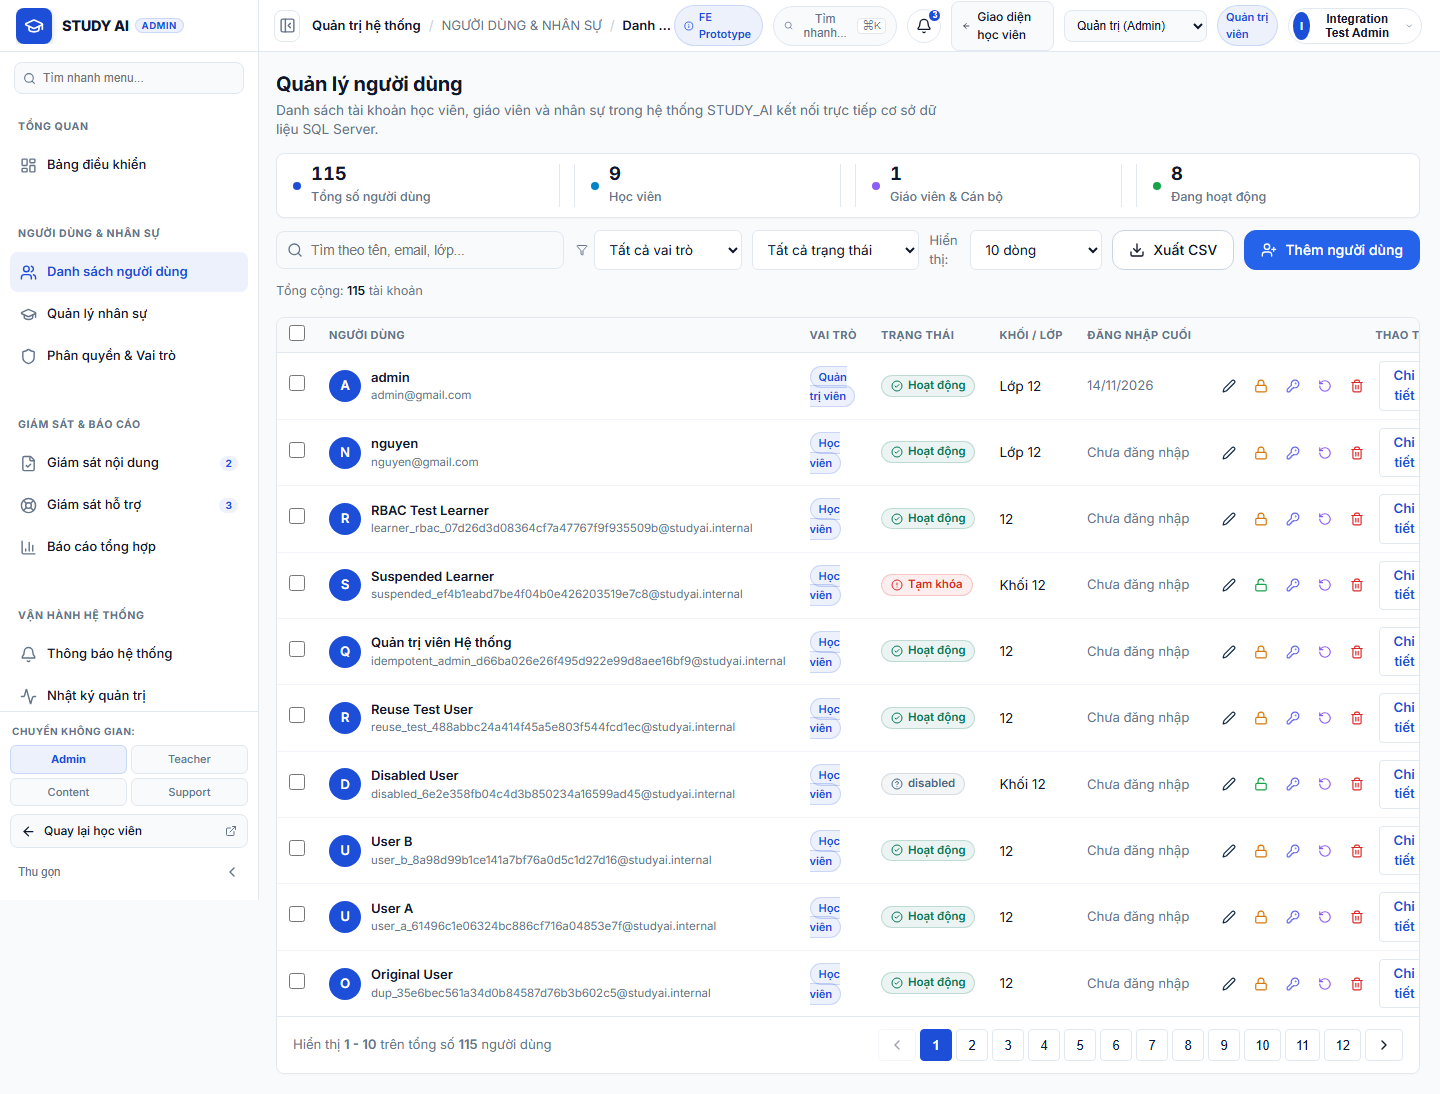 STUDY AI ADMIN
Tìm nhanh menu...
TỔNG QUAN
Bảng điều khiển
NGƯỜI DÙNG & NHÂN SỰ
Danh sách người dùng
Quản lý nhân sự
Phân quyền & Vai trò
GIÁM SÁT & BÁO CÁO
Giám sát nội dung 2
Giám sát hỗ trợ 3
Báo cáo tổng hợp
VẬN HÀNH HỆ THỐNG
Thông báo hệ thống
Nhật ký quản trị
CHUYỂN KHÔNG GIAN:
Admin Teacher
Content Support
Quay lại học viên
Thu gọn
Quản trị hệ thống / NGƯỜI DÙNG & NHÂN SỰ / Danh ...
FE
Prototype
Tìm
nhanh... ⌘K
3
Giao diện
học viên
Quản trị (Admin)
Quản trị
viên
I
Integration
Test Admin
Quản lý người dùng
Danh sách tài khoản học viên, giáo viên và nhân sự trong hệ thống STUDY_AI kết nối trực tiếp cơ sở dữ
liệu SQL Server.
115
Tổng số người dùng
9
Học viên
1
Giáo viên & Cán bộ
8
Đang hoạt động
Tìm theo tên, email, lớp...
Tất cả vai trò
Tất cả trạng thái
Hiển
thị:
10 dòng
Xuất CSV
Thêm người dùng
Tổng cộng: 115 tài khoản
NGƯỜI DÙNG VAI TRÒ TRẠNG THÁI KHỐI / LỚP ĐĂNG NHẬP CUỐI THAO T
A
admin
admin@gmail.com
Quản
trị viên
Hoạt động
Lớp 12
14/11/2026
Chi
tiết
N
nguyen
nguyen@gmail.com
Học
viên
Hoạt động
Lớp 12
Chưa đăng nhập
Chi
tiết
R
RBAC Test Learner
learner_rbac_07d26d3d08364cf7a47767f9f935509b@studyai.internal
Học
viên
Hoạt động
12
Chưa đăng nhập
Chi
tiết
S
Suspended Learner
suspended_ef4b1eabd7be4f04b0e426203519e7c8@studyai.internal
Học
viên
Tạm khóa
Khối 12
Chưa đăng nhập
Chi
tiết
Q
Quản trị viên Hệ thống
idempotent_admin_d66ba026e26f495d922e99d8aee16bf9@studyai.internal
Học
viên
Hoạt động
12
Chưa đăng nhập
Chi
tiết
R
Reuse Test User
reuse_test_488abbc24a414f45a5e803f544fcd1ec@studyai.internal
Học
viên
Hoạt động
12
Chưa đăng nhập
Chi
tiết
D
Disabled User
disabled_6e2e358fb04c4d3b850234a16599ad45@studyai.internal
Học
viên
disabled
Khối 12
Chưa đăng nhập
Chi
tiết
U
User B
user_b_8a98d99b1ce141a7bf76a0d5c1d27d16@studyai.internal
Học
viên
Hoạt động
12
Chưa đăng nhập
Chi
tiết
U
User A
user_a_61496c1e06324bc886cf716a04853e7f@studyai.internal
Học
viên
Hoạt động
12
Chưa đăng nhập
Chi
tiết
O
Original User
dup_35e6bec561a34d0b84587d76b3b602c5@studyai.internal
Học
viên
Hoạt động
12
Chưa đăng nhập
Chi
tiết
Hiển thị 1 - 10 trên tổng số 115 người dùng
1 2 3 4 5 6 7 8 9 10 11 12